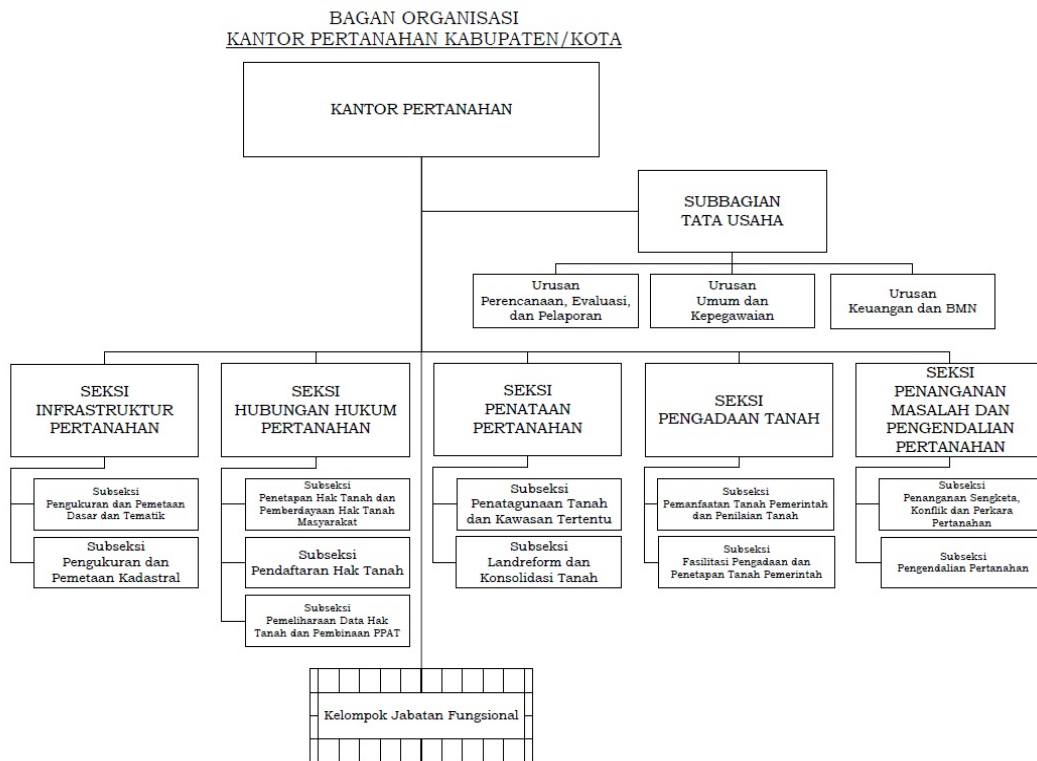 BAGAN ORGANISASI
KANTOR PERTANAHAN KABUPATEN/KOTA
KANTOR PERTANAHAN
SUBBAGIAN
TATA USAHA
Urusan
Perencanaan, Evaluasi,
dan Pelaporan
Urusan
Umum dan
Kepegawaian
Urusan
Keuangan dan BMN
SEKSI
INFRASTRUKTUR
PERTANAHAN
Subseksi
Pengukuran dan Pemetaan
Dasar dan Tematik
Subseksi
Pengukuran dan
Pemetaan Kadastral
SEKSI
HUBUNGAN HUKUM
PERTANAHAN
Subseksi
Penetapan Hak Tanah dan
Pemberdayaan Hak Tanah
Masyarakat
Subseksi
Pendaftaran Hak Tanah
Subseksi
Pemeliharaan Data Hak
Tanah dan Pembinaan PPAT
SEKSI
PENATAAN
PERTANAHAN
Subseksi
Penatagunaan Tanah
dan Kawasan Tertentu
Subseksi
Landreform dan
Konsolidasi Tanah
SEKSI
PENGADAAN TANAH
Subseksi
Pemanfaatan Tanah Pemerintah
dan Penilaian Tanah
Subseksi
Fasilitasi Pengadaan dan
Penetapan Tanah Pemerintah
SEKSI
PENANGANAN
MASALAH DAN
PENGENDALIAN
PERTANAHAN
Subseksi
Penanganan Sengketa,
Konflik dan Perkara
Pertanahan
Subseksi
Pengendalian Pertanahan
Kelompok Jabatan Fungsional